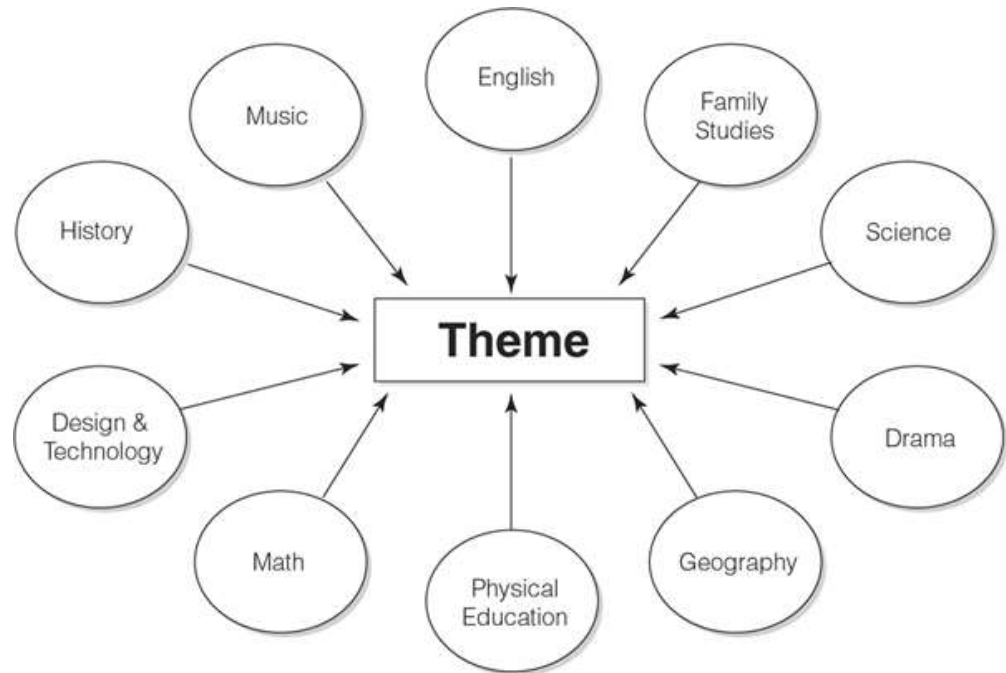 English
Music
Family
Studies
History
Science
Theme
Design &
Technology
Drama
Math
Geography
Physical
Education